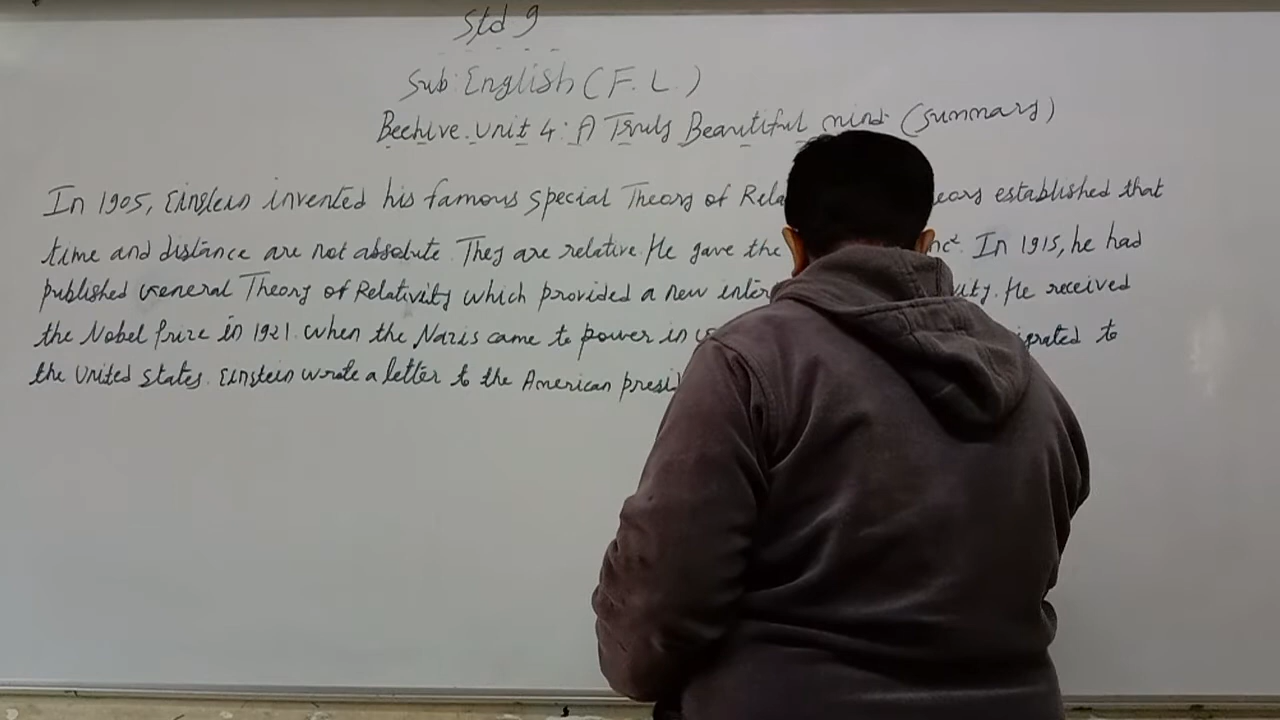 Std 9
Sub: English (F.L.)
Beehive. Unit 4: A Truly Beautiful mind. (Summary)
In 1905, Einstein invented his famous Special Theory of established that
time and distance are not absolute. They are relative. He gave the In 1915, he had
published General Theory of Relativity which provided a new He received
the Nobel Prize in 1921. When the Nazis came to power in to
the United States. Einstein wrote a letter to the American